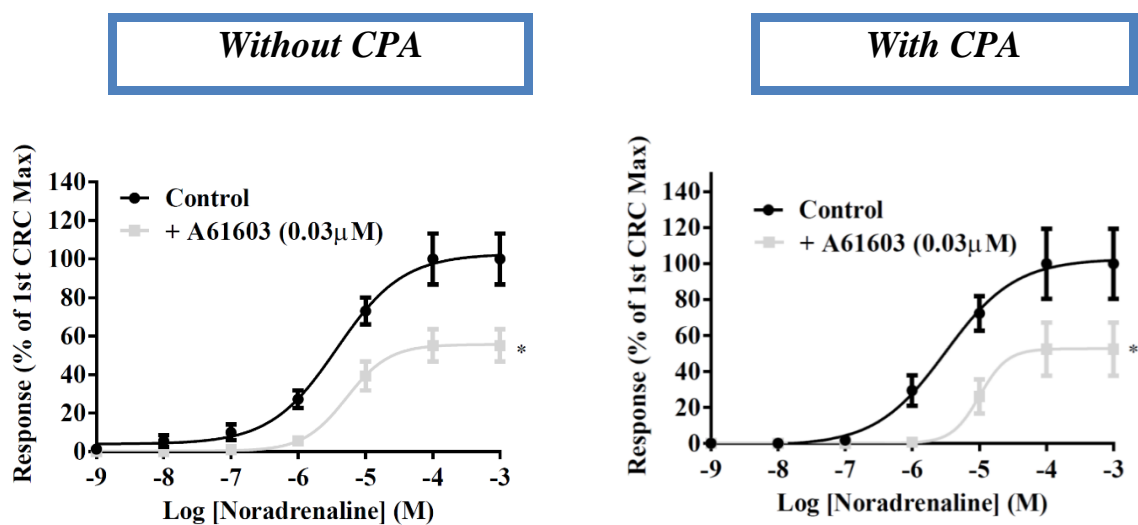 Without CPA
With CPA
Response (% of 1st CRC Max)
140
120
100
80
60
40
20
0
Control
+ A61603 (0.03μM)
*
-9 -8 -7 -6 -5 -4 -3
Log [Noradrenaline] (M)
Response (% of 1st CRC Max)
140
120
100
80
60
40
20
0
Control
+ A61603 (0.03μM)
*
-9 -8 -7 -6 -5 -4 -3
Log [Noradrenaline] (M)